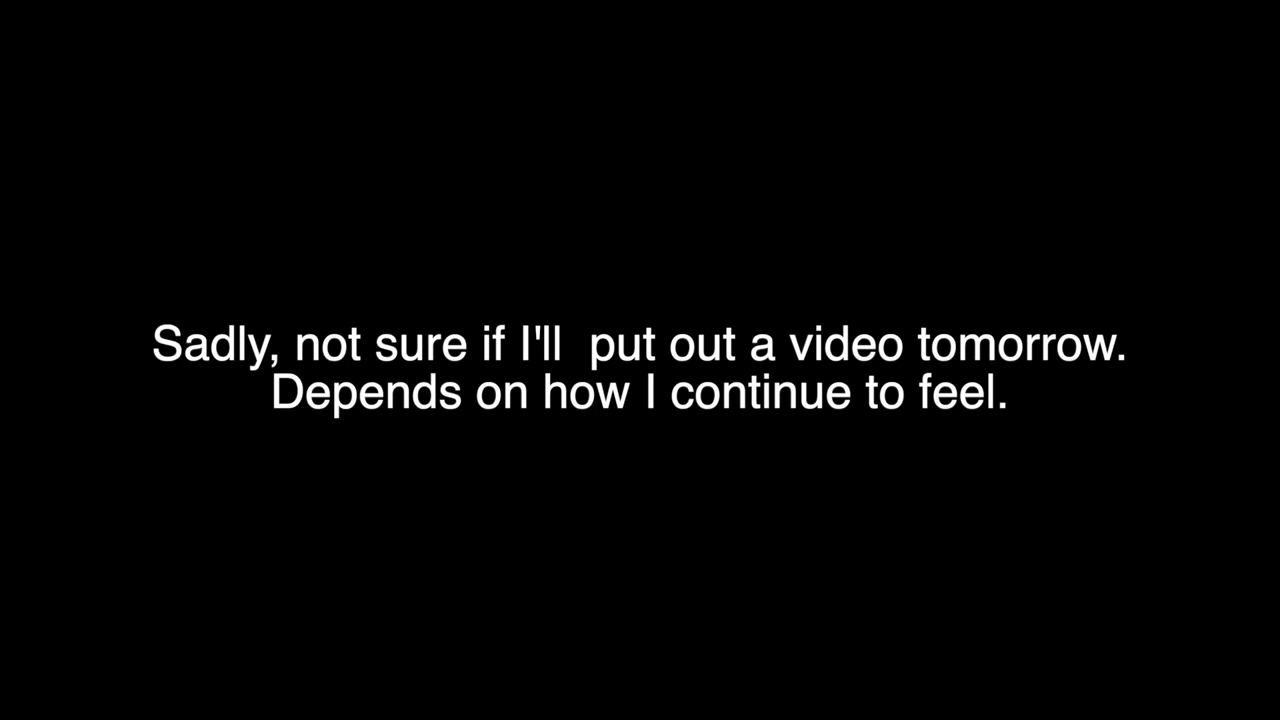 Sadly, not sure if I'll  put out a video tomorrow.
Depends on how I continue to feel.